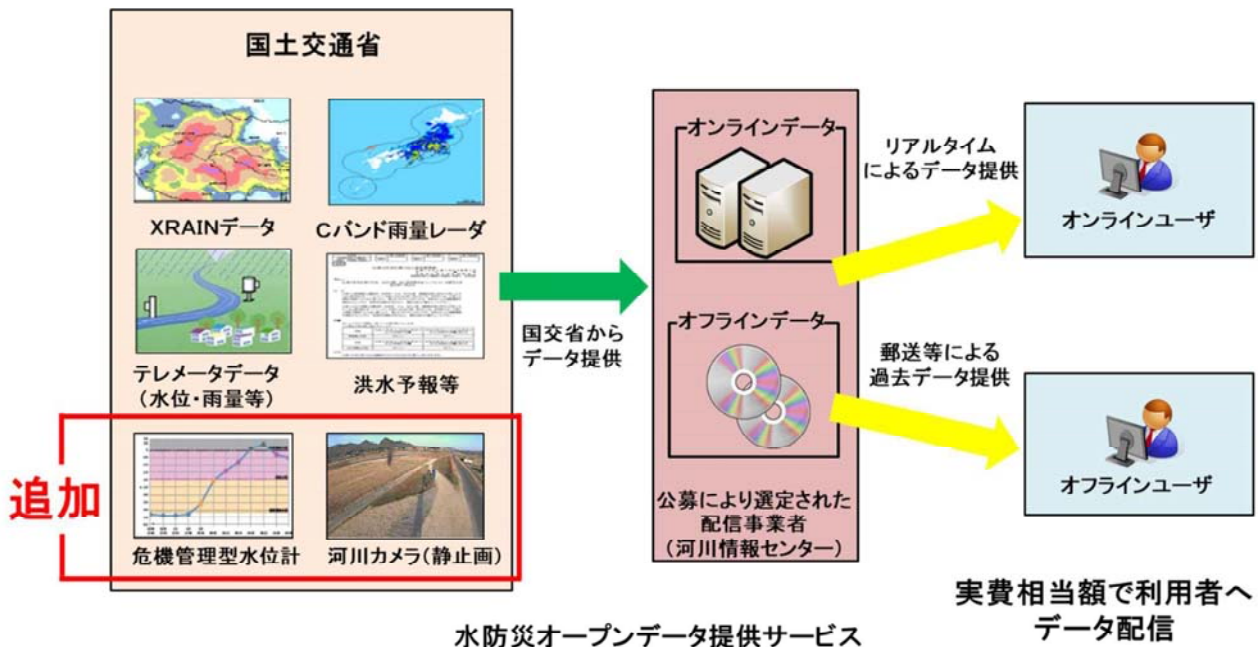 国土交通省
XRAINデータ
Cバンド雨量レーダ
テレメータデータ
(水位・雨量等)
洪水予報等
追加
危機管理型水位計
河川カメラ(静止画)
国交省から
データ提供
オンラインデータ
オフラインデータ
公募により選定された
配信事業者
(河川情報センター)
リアルタイム
によるデータ提供
郵送等による
過去データ提供
オンラインユーザ
オフラインユーザ
実費相当額で利用者へ
データ配信
水防災オープンデータ提供サービス